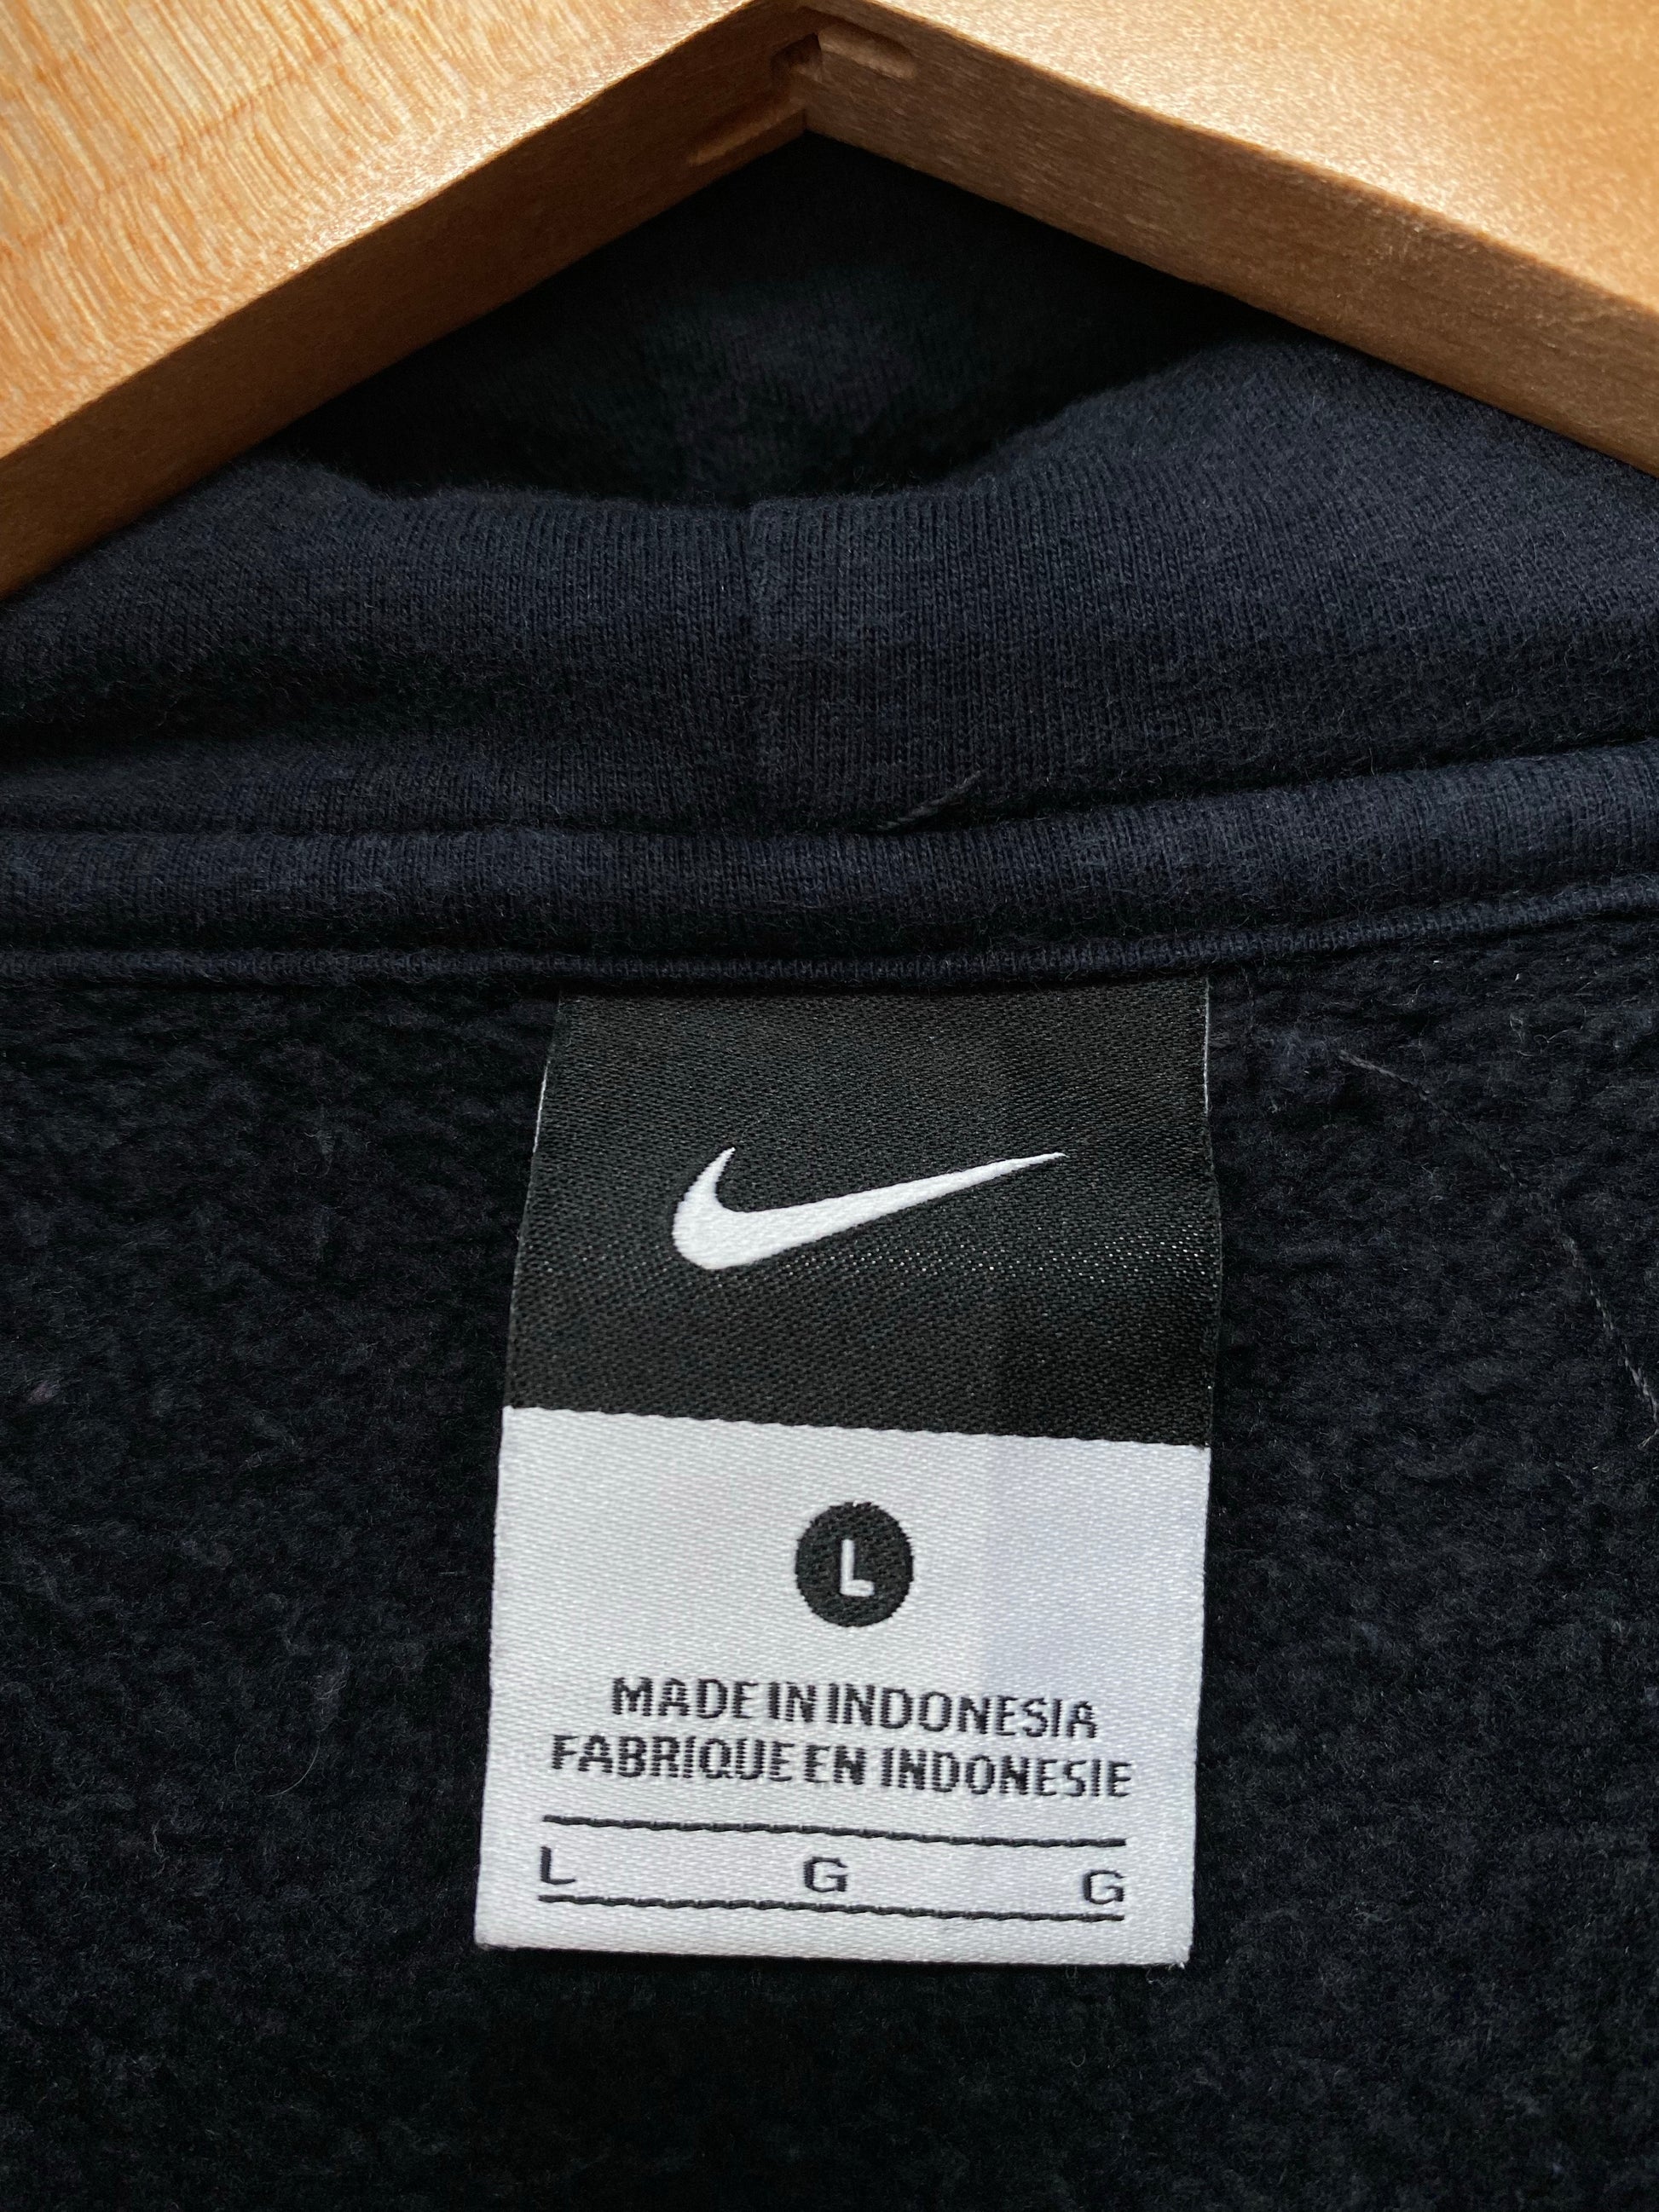 L
MADE IN INDONESIA
FABRIQUE EN INDONESIE
L G G